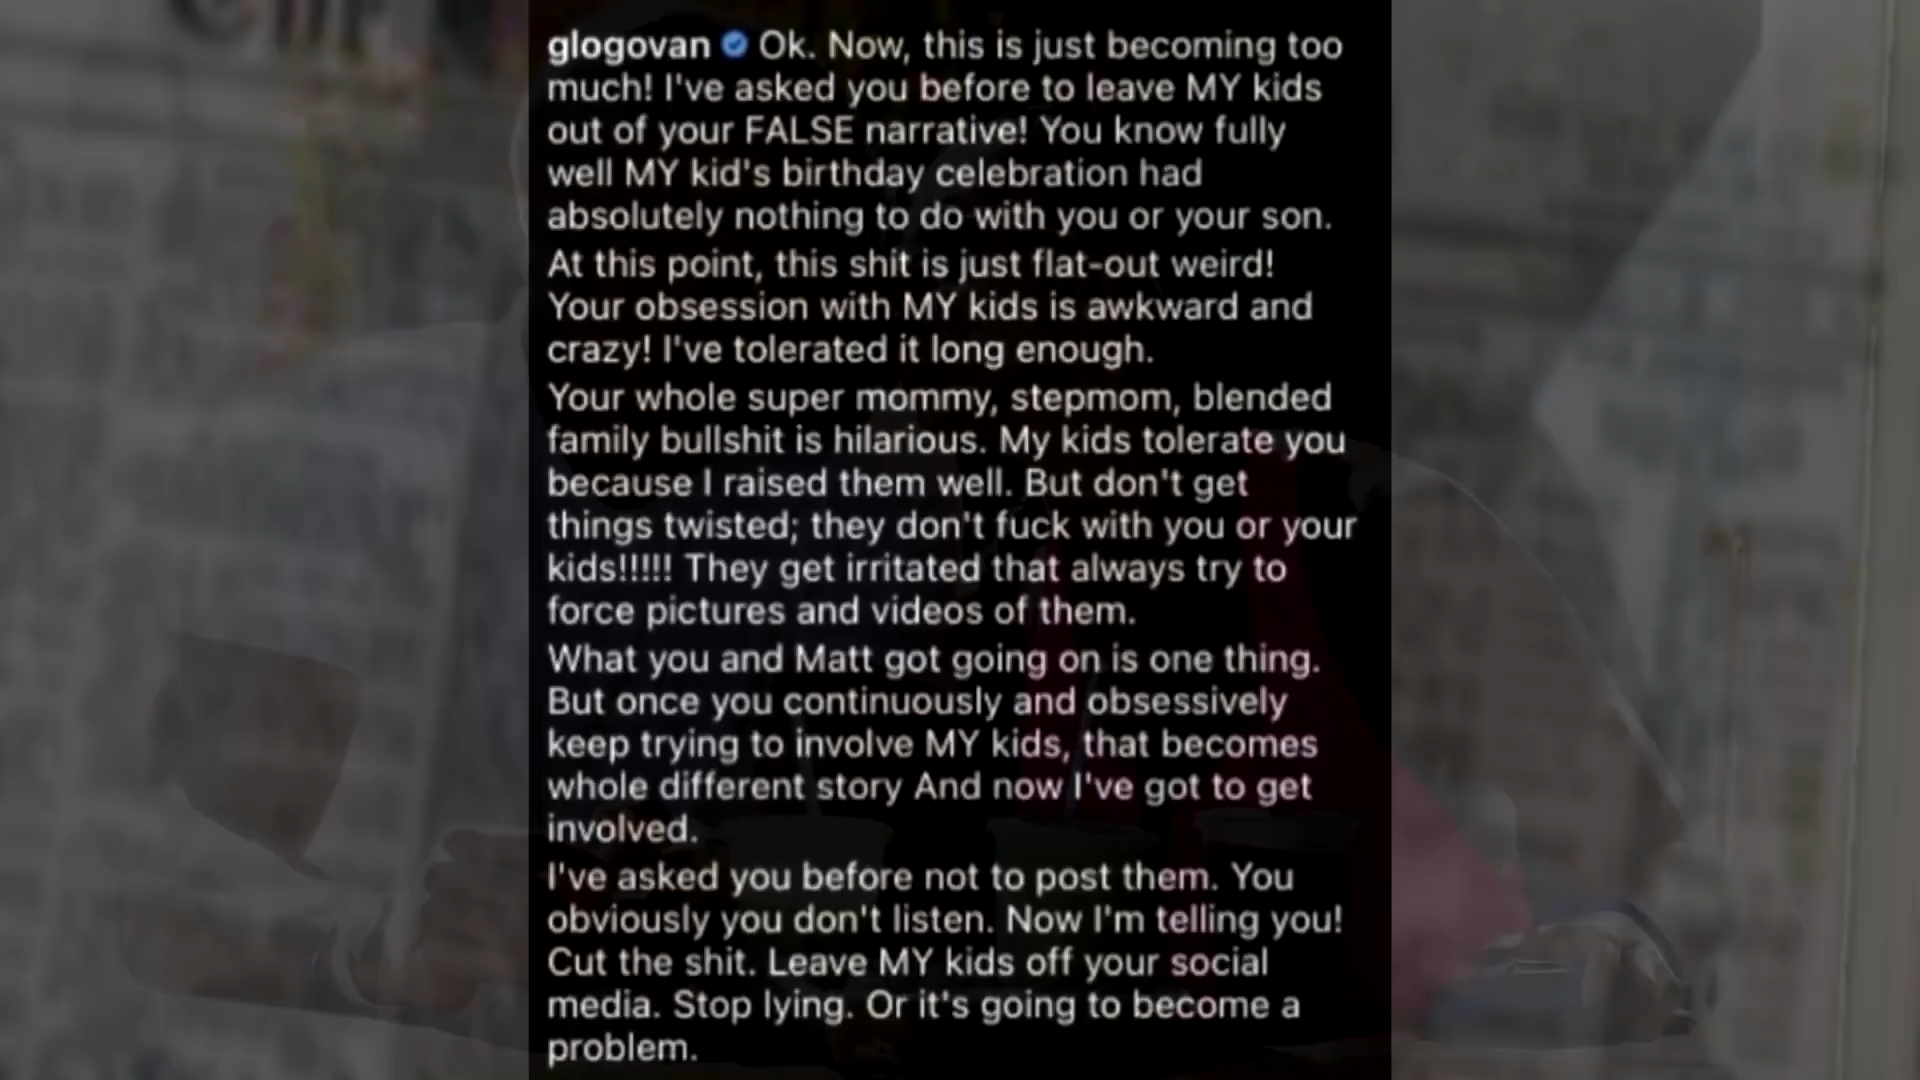 glogovan Ok. Now, this is just becoming too
much! I've asked you before to leave MY kids
out of your FALSE narrative! You know fully
well MY kid's birthday celebration had
absolutely nothing to do with you or your son.
At this point, this shit is just flat-out weird!
Your obsession with MY kids is awkward and
crazy! I've tolerated it long enough.
Your whole super mommy, stepmom, blended
family bullshit is hilarious. My kids tolerate you
because I raised them well. But don't get
things twisted; they don't fuck with you or your
kids!!!!! They get irritated that always try to
force pictures and videos of them.
What you and Matt got going on is one thing.
But once you continuously and obsessively
keep trying to involve MY kids, that becomes
whole different story And now I've got to get
involved.
I've asked you before not to post them. You
obviously you don't listen. Now I'm telling you!
Cut the shit. Leave MY kids off your social
media. Stop lying. Or it's going to become a
problem.